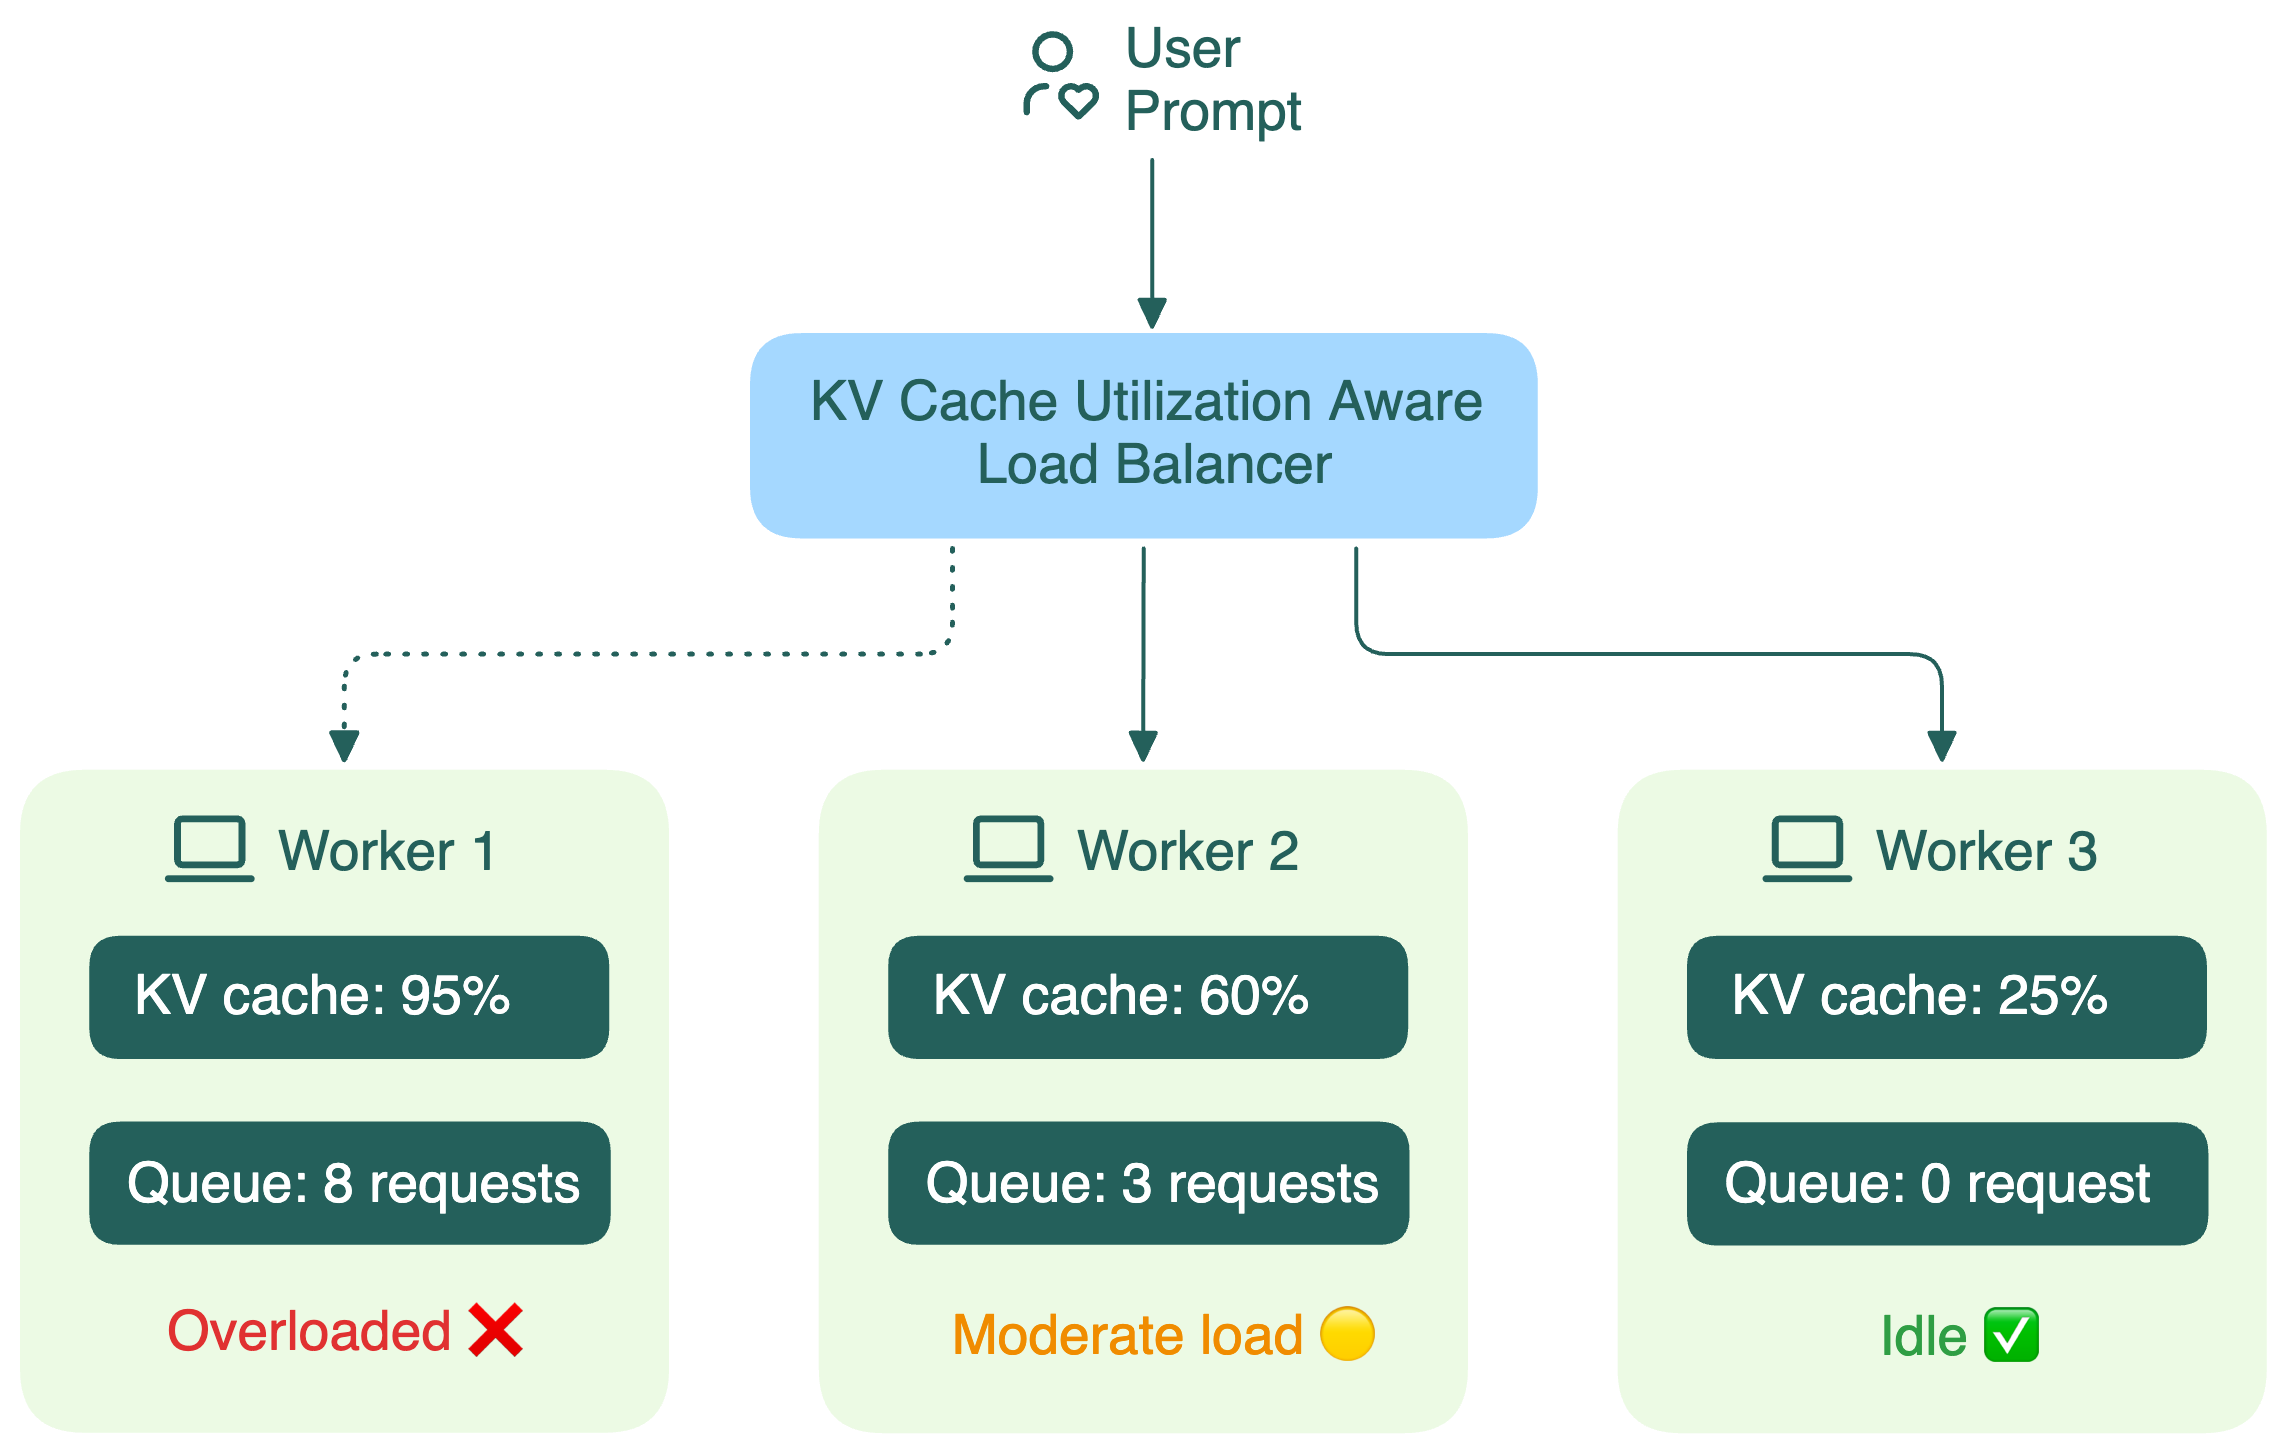 User
Prompt
KV Cache Utilization Aware
Load Balancer
Worker 1
KV cache: 95%
Queue: 8 requests
Overloaded ❌
Worker 2
KV cache: 60%
Queue: 3 requests
Moderate load 🟡
Worker 3
KV cache: 25%
Queue: 0 request
Idle ✅